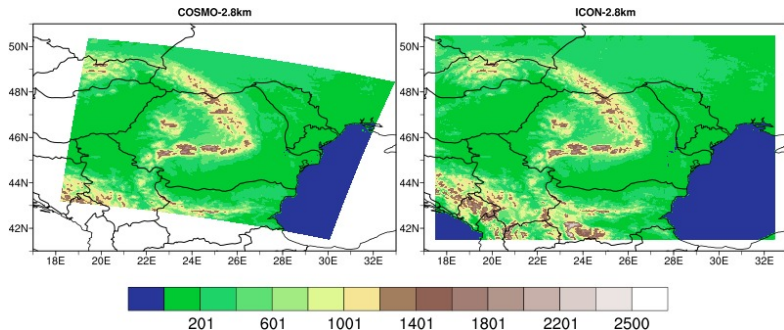 COSMO-2.8km
ICON-2.8km
50N
48N
46N
44N
42N
18E 20E 22E 24E 26E 28E 30E 32E
50N
48N
46N
44N
42N
18E 20E 22E 24E 26E 28E 30E 32E
201 601 1001 1401 1801 2201 2500